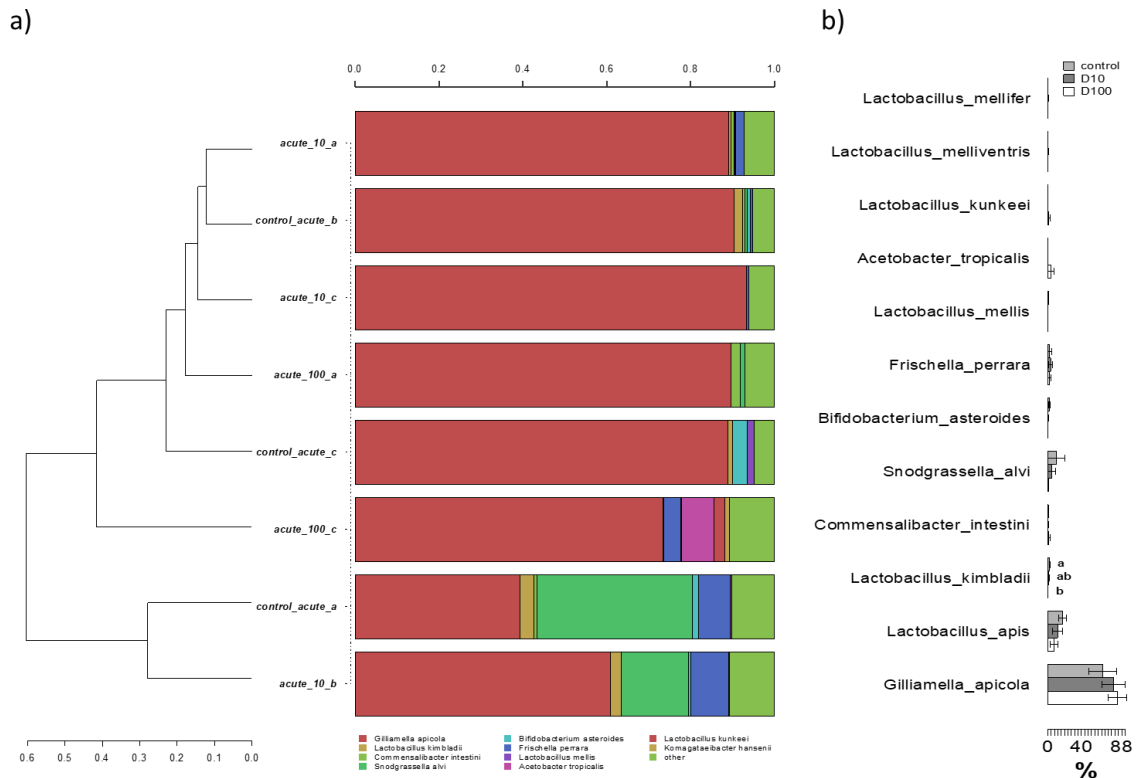 a)
b)
0.0 0.2 0.4 0.6 0.8 1.0
acute_10_a
control_acute_b
acute_10_c
acute_100_a
control_acute_c
acute_100_c
control_acute_a
acute_10_b
0.6 0.5 0.4 0.3 0.2 0.1 0.0
Gilliamella apicola
Lactobacillus kimbladii
Commensalibacter intestini
Snodgrassella alvi
Bifidobacterium asteroides
Frischella perrara
Lactobacillus mellis
Acetobacter tropicalis
Lactobacillus kunkeei
Komagataeibacter hansenii
other
control
D10
D100
Lactobacillus_mellifer
Lactobacillus_melliventris
Lactobacillus_kunkeei
Acetobacter_tropicalis
Lactobacillus_mellis
Frischella_perrara
Bifidobacterium_asteroides
Snodgrassella_alvi
Commensalibacter_intestini
Lactobacillus_kimbladii
a
ab
b
Lactobacillus_apis
Gilliamella_apicola
0 40 88
%